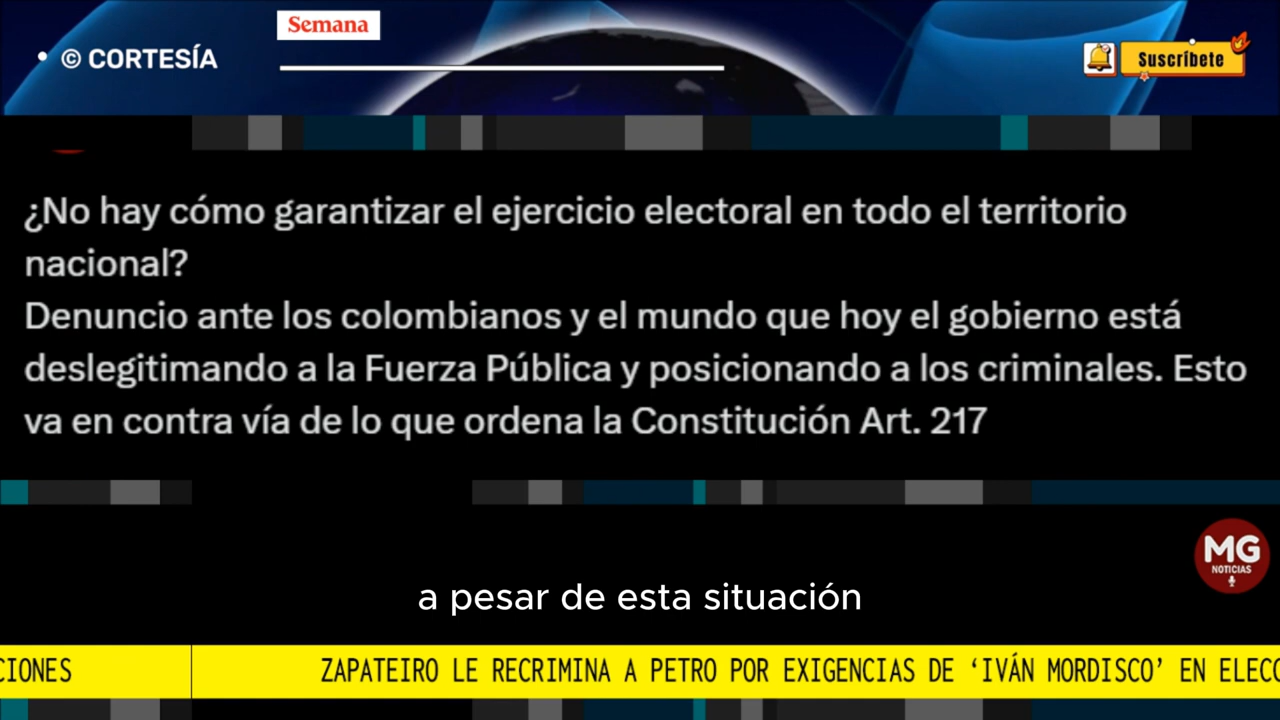 Semana
© CORTESÍA
Suscríbete
¿No hay cómo garantizar el ejercicio electoral en todo el territorio
nacional?
Denuncio ante los colombianos y el mundo que hoy el gobierno está
deslegitimando a la Fuerza Pública y posicionando a los criminales. Esto
va en contra vía de lo que ordena la Constitución Art. 217
MG
NOTICIAS
a pesar de esta situación
CIONES ZAPATEIRO LE RECRIMINA A PETRO POR EXIGENCIAS DE ‘IVÁN MORDISCO’ EN ELECC